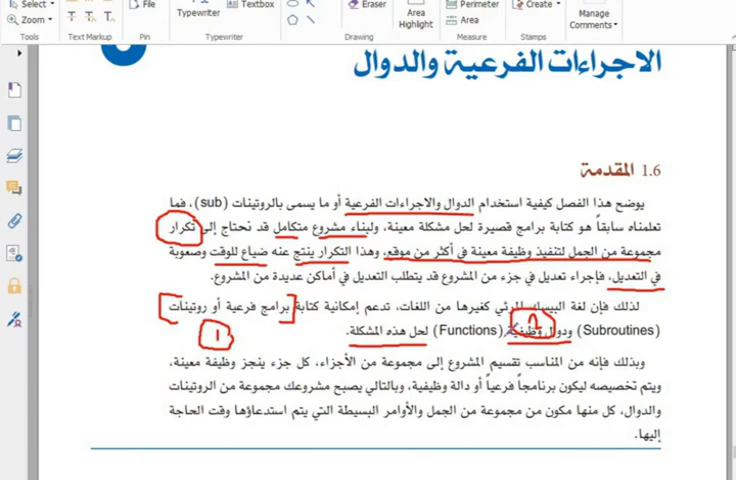 Select
Zoom
Tools
Text Markup
Pin
File
Typewriter
Textbox
Typewriter
Eraser
Drawing
Area
Highlight
Perimeter
Area
Measure
Create
Stamps
Manage
Comments
الاجراءات الفرعية والدوال
1.6 المقدمة
يوضح هذا الفصل كيفية استخدام الدوال والاجراءات الفرعية أو ما يسمى بالروتينات (sub)، فما
تعلمناه سابقاً هو كتابة برامج قصيرة لحل مشكلة معينة، ولبناء مشروع متكامل قد نحتاج إلى تكرار
مجموعة من الجمل لتنفيذ وظيفة معينة في أكثر من موقع، وهذا التكرار ينتج عنه ضياع للوقت وصعوبة
في التعديل، فإجراء تعديل في جزء من المشروع قد يتطلب التعديل في أماكن عديدة من المشروع.
لذلك فإن لغة البيسك المرئي كغيرها من اللغات، تدعم إمكانية كتابة برامج فرعية أو روتينات
(Subroutines) ودوال وظيفية (Functions) لحل هذه المشكلة.
1
2
وبذلك فإنه من المناسب تقسيم المشروع إلى مجموعة من الأجزاء، كل جزء ينجز وظيفة معينة،
ويتم تخصيصه ليكون برنامجاً فرعياً أو دالة وظيفية، وبالتالي يصبح مشروعك مجموعة من الروتينات
والدوال، كل منها مكون من مجموعة من الجمل والأوامر البسيطة التي يتم استدعاؤها وقت الحاجة
إليها.